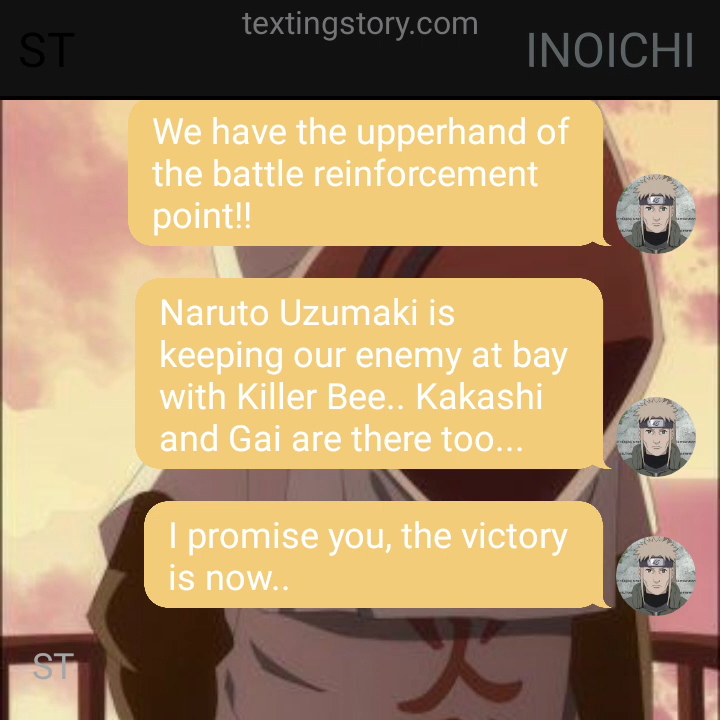 textingstory.com
ST
INOICHI
We have the upperhand of
the battle reinforcement
point!!
Naruto Uzumaki is
keeping our enemy at bay
with Killer Bee.. Kakashi
and Gai are there too...
I promise you, the victory
is now..
ST
火